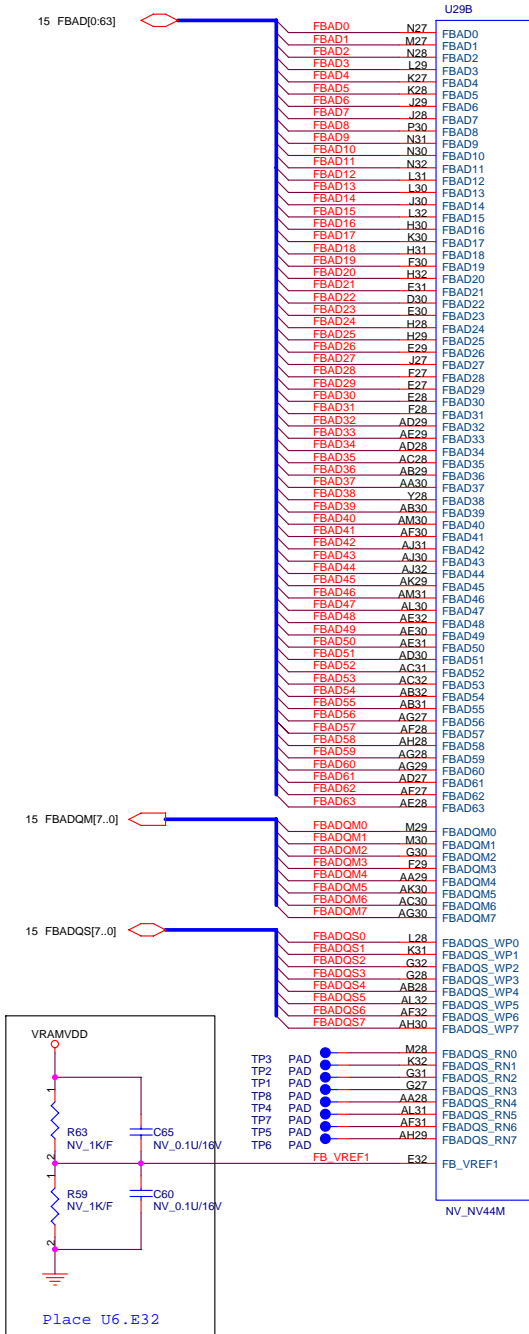 U29B
15 FBAD[0:63]
FBAD0 N27 FBAD0
FBAD1 M27 FBAD1
FBAD2 N28 FBAD2
FBAD3 L29 FBAD3
FBAD4 K27 FBAD4
FBAD5 K28 FBAD5
FBAD6 J29 FBAD6
FBAD7 J28 FBAD7
FBAD8 P30 FBAD8
FBAD9 N31 FBAD9
FBAD10 N30 FBAD10
FBAD11 N32 FBAD11
FBAD12 L31 FBAD12
FBAD13 L30 FBAD13
FBAD14 J30 FBAD14
FBAD15 L32 FBAD15
FBAD16 H30 FBAD16
FBAD17 K30 FBAD17
FBAD18 H31 FBAD18
FBAD19 F30 FBAD19
FBAD20 H32 FBAD20
FBAD21 E31 FBAD21
FBAD22 D30 FBAD22
FBAD23 E30 FBAD23
FBAD24 H28 FBAD24
FBAD25 H29 FBAD25
FBAD26 E29 FBAD26
FBAD27 J27 FBAD27
FBAD28 F27 FBAD28
FBAD29 E27 FBAD29
FBAD30 E28 FBAD30
FBAD31 F28 FBAD31
FBAD32 AD29 FBAD32
FBAD33 AE29 FBAD33
FBAD34 AD28 FBAD34
FBAD35 AC28 FBAD35
FBAD36 AB29 FBAD36
FBAD37 AA30 FBAD37
FBAD38 Y28 FBAD38
FBAD39 AB30 FBAD39
FBAD40 AM30 FBAD40
FBAD41 AF30 FBAD41
FBAD42 AJ31 FBAD42
FBAD43 AJ30 FBAD43
FBAD44 AJ32 FBAD44
FBAD45 AK29 FBAD45
FBAD46 AM31 FBAD46
FBAD47 AL30 FBAD47
FBAD48 AE32 FBAD48
FBAD49 AE30 FBAD49
FBAD50 AE31 FBAD50
FBAD51 AD30 FBAD51
FBAD52 AC31 FBAD52
FBAD53 AC32 FBAD53
FBAD54 AB32 FBAD54
FBAD55 AB31 FBAD55
FBAD56 AG27 FBAD56
FBAD57 AF28 FBAD57
FBAD58 AH28 FBAD58
FBAD59 AG28 FBAD59
FBAD60 AG29 FBAD60
FBAD61 AD27 FBAD61
FBAD62 AF27 FBAD62
FBAD63 AE28 FBAD63
15 FBADQM[7..0]
FBADQM0 M29 FBADQM0
FBADQM1 M30 FBADQM1
FBADQM2 G30 FBADQM2
FBADQM3 F29 FBADQM3
FBADQM4 AA29 FBADQM4
FBADQM5 AK30 FBADQM5
FBADQM6 AC30 FBADQM6
FBADQM7 AG30 FBADQM7
15 FBADQS[7..0]
FBADQS0 L28 FBADQS_WP0
FBADQS1 K31 FBADQS_WP1
FBADQS2 G32 FBADQS_WP2
FBADQS3 G28 FBADQS_WP3
FBADQS4 AB28 FBADQS_WP4
FBADQS5 AL32 FBADQS_WP5
FBADQS6 AF32 FBADQS_WP6
FBADQS7 AH30 FBADQS_WP7
TP3 PAD M28 FBADQS_RN0
TP2 PAD K32 FBADQS_RN1
TP1 PAD G31 FBADQS_RN2
TP8 PAD G27 FBADQS_RN3
TP4 PAD AA28 FBADQS_RN4
TP7 PAD AL31 FBADQS_RN5
TP5 PAD AF31 FBADQS_RN6
TP6 PAD AH29 FBADQS_RN7
FB_VREF1 E32 FB_VREF1
NV_NV44M
VRAMVDD
1
R63
NV_1K/F
2
C65
NV_0.1U/16V
1
R59
NV_1K/F
2
C60
NV_0.1U/16V
Place U6.E32